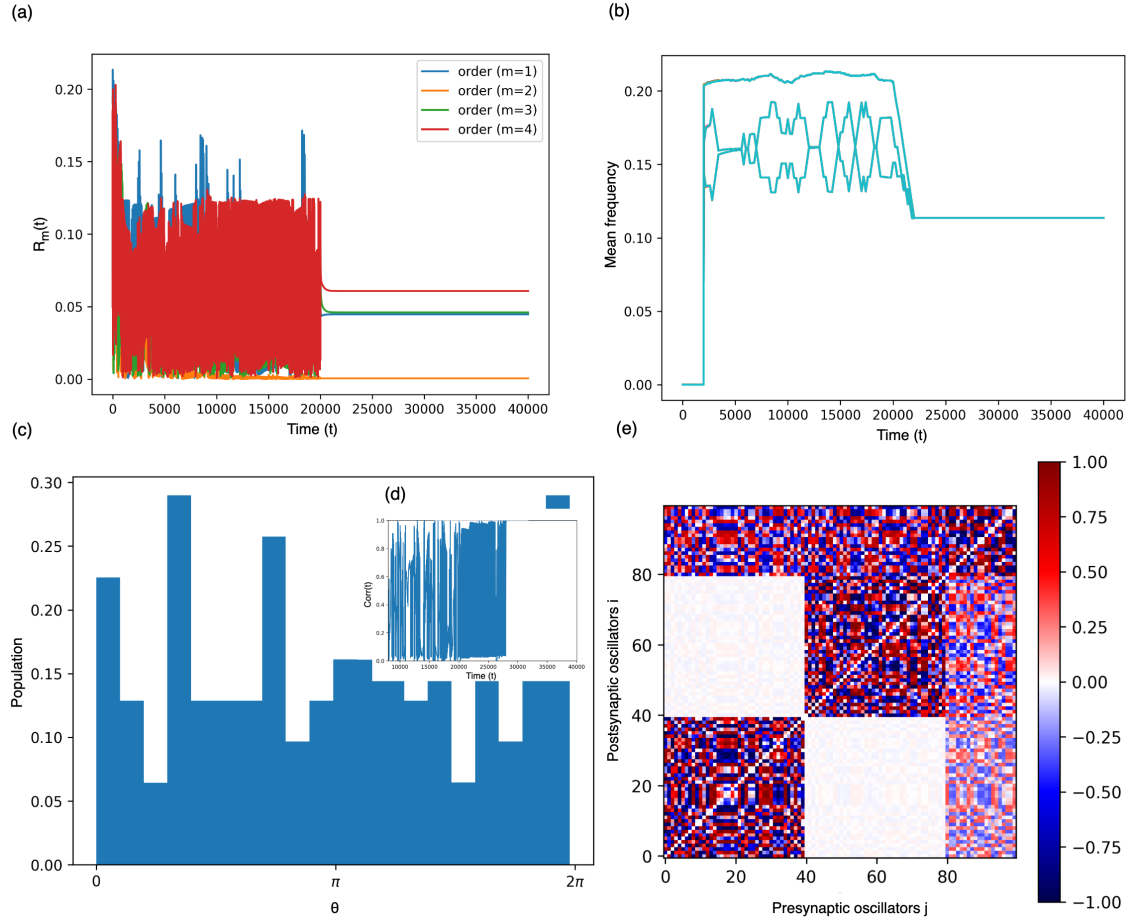 (a)
0.20
0.15
0.10
0.05
0.00
R_m(t)
order (m=1)
order (m=2)
order (m=3)
order (m=4)
0 5000 10000 15000 20000 25000 30000 35000 40000
Time (t)
(b)
0.20
0.15
0.10
0.05
0.00
Mean frequency
0 5000 10000 15000 20000 25000 30000 35000 40000
Time (t)
(c)
0.30
0.25
0.20
0.15
0.10
0.05
0.00
Population
0 π 2π
θ
(d)
1.0
0.8
0.6
0.4
0.2
0.0
Corr(t)
10000 15000 20000 25000 30000 35000 40000
Time (t)
(e)
80
60
40
20
0
Postsynaptic oscillators i
0 20 40 60 80
Presynaptic oscillators j
1.00
0.75
0.50
0.25
0.00
−0.25
−0.50
−0.75
−1.00